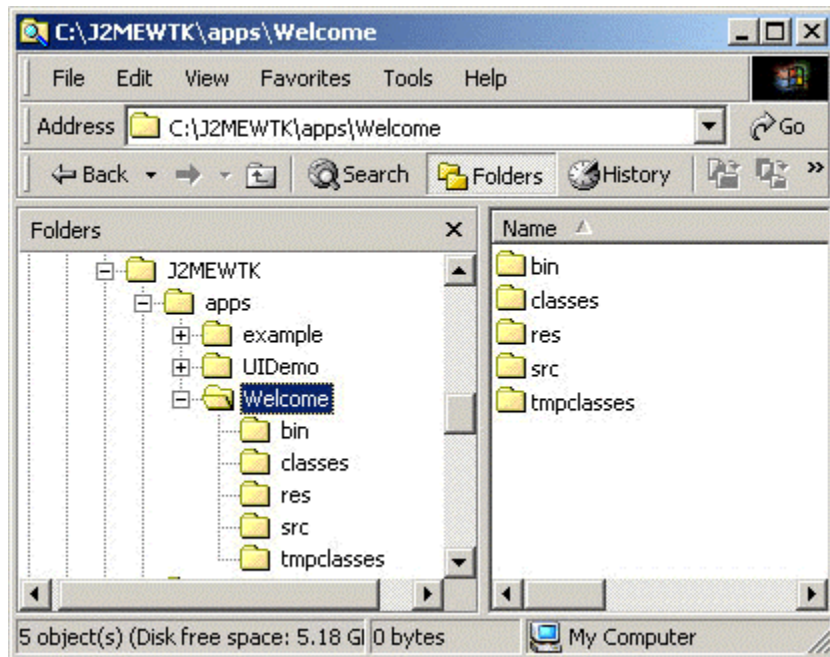 C:\J2MEWTK\apps\Welcome
File Edit View Favorites Tools Help
Address C:\J2MEWTK\apps\Welcome Go
Back Search Folders History »
Folders
J2MEWTK
apps
example
UIDemo
Welcome
bin
classes
res
src
tmpclasses
Name
bin
classes
res
src
tmpclasses
5 object(s) (Disk free space: 5.18 G 0 bytes My Computer